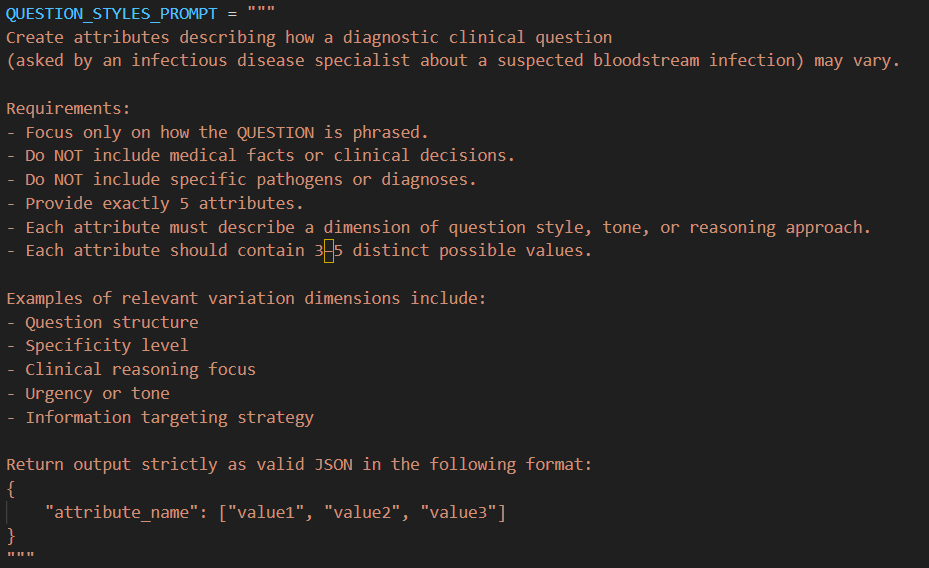 QUESTION_STYLES_PROMPT = """
Create attributes describing how a diagnostic clinical question
(asked by an infectious disease specialist about a suspected bloodstream infection) may vary.

Requirements:
- Focus only on how the QUESTION is phrased.
- Do NOT include medical facts or clinical decisions.
- Do NOT include specific pathogens or diagnoses.
- Provide exactly 5 attributes.
- Each attribute must describe a dimension of question style, tone, or reasoning approach.
- Each attribute should contain 3–5 distinct possible values.

Examples of relevant variation dimensions include:
- Question structure
- Specificity level
- Clinical reasoning focus
- Urgency or tone
- Information targeting strategy

Return output strictly as valid JSON in the following format:
{
    "attribute_name": ["value1", "value2", "value3"]
}
"""